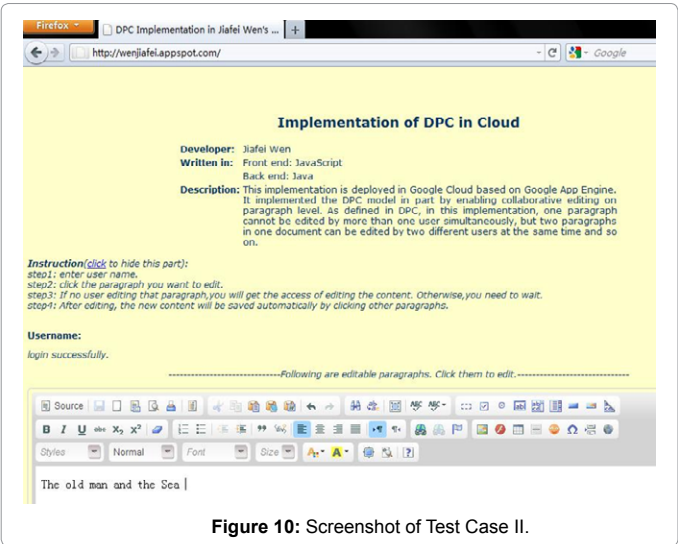 Firefox
DPC Implementation in Jiafei Wen's ...
http://wenjiafei.appspot.com/
Google
Implementation of DPC in Cloud
Developer: Jiafei Wen
Written in: Front end: JavaScript
Back end: Java
Description: This implementation is deployed in Google Cloud based on Google App Engine.
It implemented the DPC model in part by enabling collaborative editing on
paragraph level. As defined in DPC, in this implementation, one paragraph
cannot be edited by more than one user simultaneously, but two paragraphs
in one document can be edited by two different users at the same time and so
on.
Instruction(click to hide this part):
step1: enter user name.
step2: click the paragraph you want to edit.
step3: If no user editing that paragraph,you will get the access of editing the content. Otherwise,you need to wait.
step4: After editing, the new content will be saved automatically by clicking other paragraphs.
Username:
login successfully.
----------------------------Following are editable paragraphs. Click them to edit.----------------------------
Source
B I U abc X₂ X²
Styles Normal Font Size A A
The old man and the Sea
Figure 10: Screenshot of Test Case II.